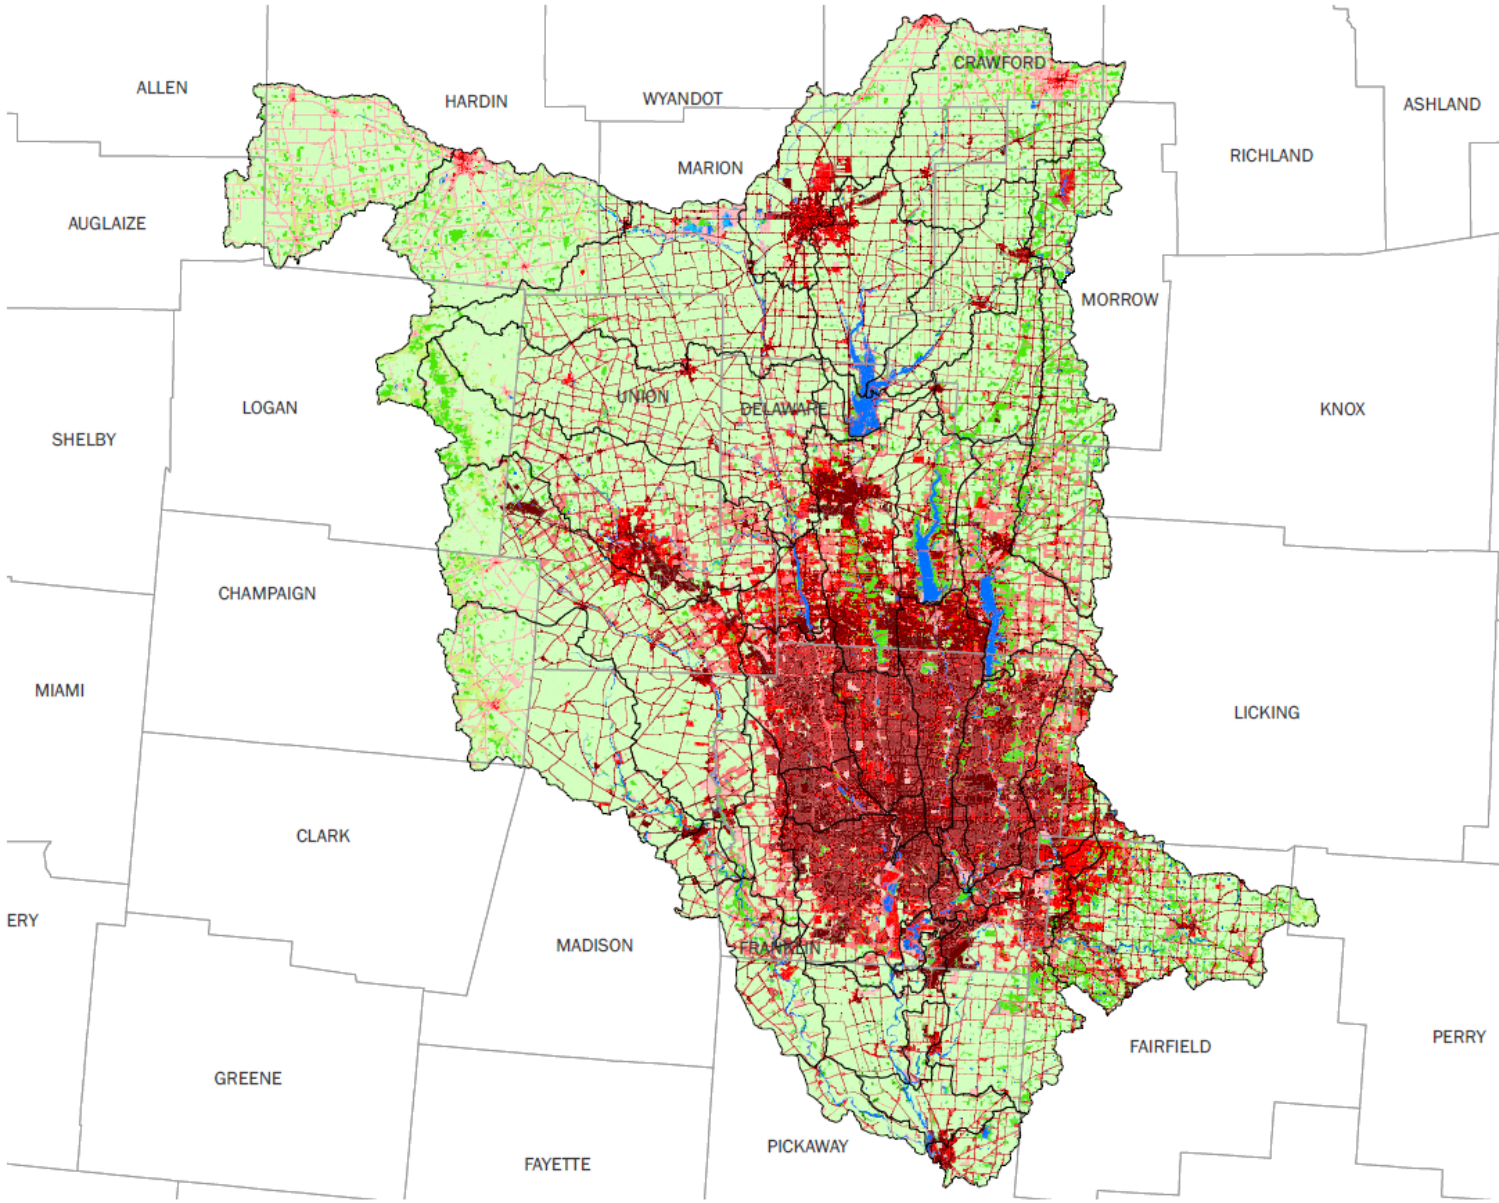 CRAWFORD
ALLEN
HARDIN
WYANDOT
ASHLAND
RICHLAND
MARION
AUGLAIZE
MORROW
UNION
DELAWARE
LOGAN
KNOX
SHELBY
CHAMPAIGN
MIAMI
LICKING
CLARK
ERY
MADISON
FRANKLIN
PERRY
FAIRFIELD
GREENE
PICKAWAY
FAYETTE